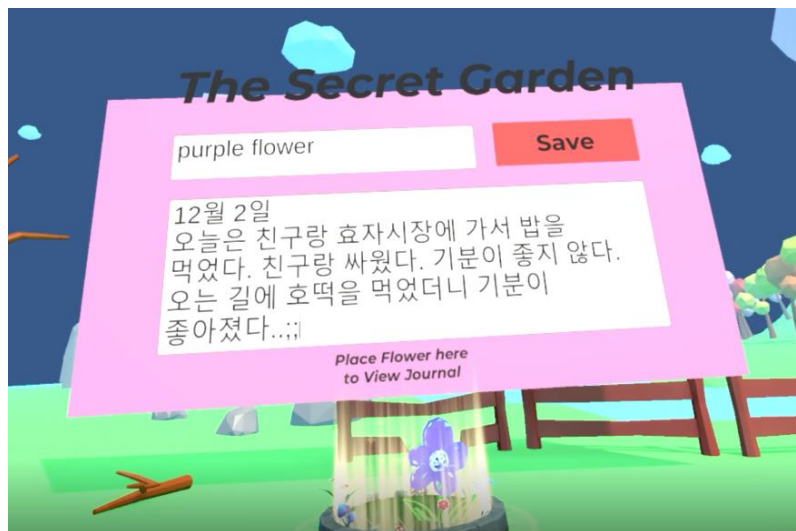 The Secret Garden
purple flower
Save
12월 2일
오늘은 친구랑 효자시장에 가서 밥을
먹었다. 친구랑 싸웠다. 기분이 좋지 않다.
오는 길에 호떡을 먹었더니 기분이
좋아졌다..;;
Place Flower here
to View Journal